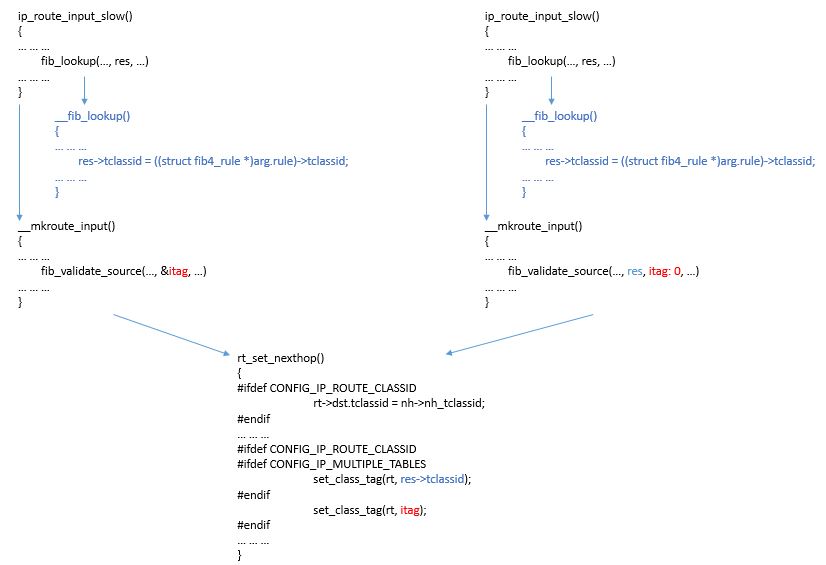 ip_route_input_slow()
{
... ... ...
fib_lookup(..., res, ...)
... ... ...
}
__fib_lookup()
{
... ... ...
res->tclassid = ((struct fib4_rule *)arg.rule)->tclassid;
... ... ...
}
__mkroute_input()
{
... ... ...
fib_validate_source(..., &itag, ...)
... ... ...
}
ip_route_input_slow()
{
... ... ...
fib_lookup(..., res, ...)
... ... ...
}
__fib_lookup()
{
... ... ...
res->tclassid = ((struct fib4_rule *)arg.rule)->tclassid;
... ... ...
}
__mkroute_input()
{
... ... ...
fib_validate_source(..., res, itag: 0, ...)
... ... ...
}
rt_set_nexthop()
{
#ifdef CONFIG_IP_ROUTE_CLASSID
rt->dst.tclassid = nh->nh_tclassid;
#endif
... ... ...
#ifdef CONFIG_IP_ROUTE_CLASSID
#ifdef CONFIG_IP_MULTIPLE_TABLES
set_class_tag(rt, res->tclassid);
#endif
set_class_tag(rt, itag);
#endif
... ... ...
}